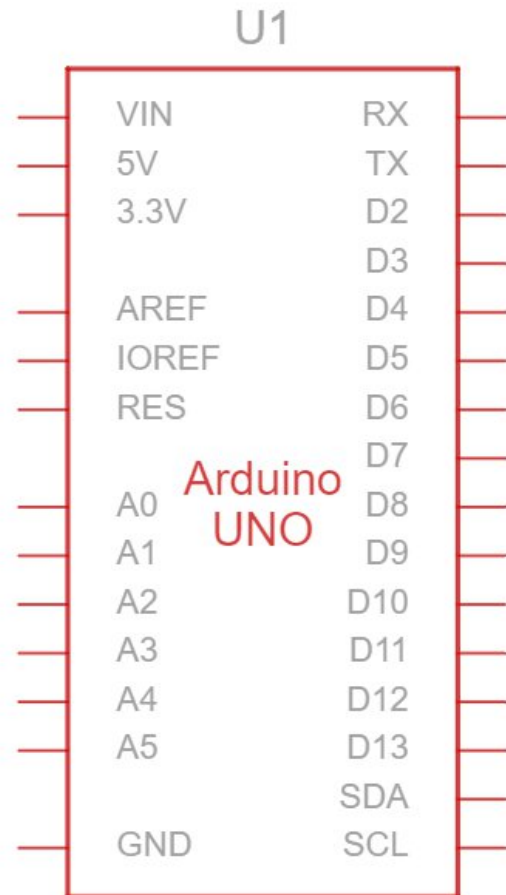 U1
VIN RX
5V TX
3.3V D2
D3
AREF D4
IOREF D5
RES D6
D7
Arduino
A0 D8
UNO
A1 D9
A2 D10
A3 D11
A4 D12
A5 D13
SDA
GND SCL